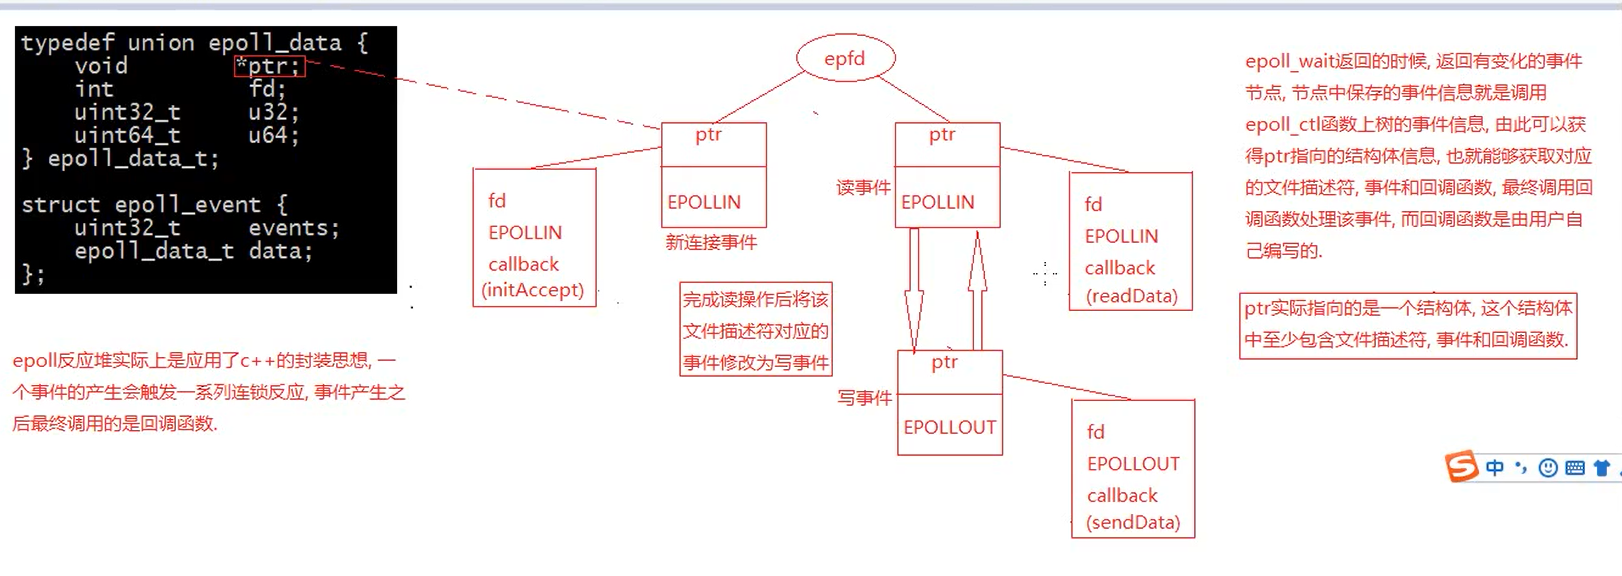 typedef union epoll_data {
void *ptr;
int fd;
uint32_t u32;
uint64_t u64;
} epoll_data_t;
struct epoll_event {
uint32_t events;
epoll_data_t data;
};
epoll反应堆实际上是应用了c++的封装思想, 一
个事件的产生会触发一系列连锁反应, 事件产生之
后最终调用的是回调函数.
epfd
ptr
EPOLLIN
新连接事件
fd
EPOLLIN
callback
(initAccept)
完成读操作后将该
文件描述符对应的
事件修改为写事件
ptr
读事件
EPOLLIN
fd
EPOLLIN
callback
(readData)
ptr
写事件
EPOLLOUT
fd
EPOLLOUT
callback
(sendData)
epoll_wait返回的时候, 返回有变化的事件
节点, 节点中保存的事件信息就是调用
epoll_ctl函数上树的事件信息, 由此可以获
得ptr指向的结构体信息, 也就能够获取对应
的文件描述符, 事件和回调函数, 最终调用回
调函数处理该事件, 而回调函数是由用户自
己编写的.
ptr实际指向的是一个结构体, 这个结构体
中至少包含文件描述符, 事件和回调函数.
S 中